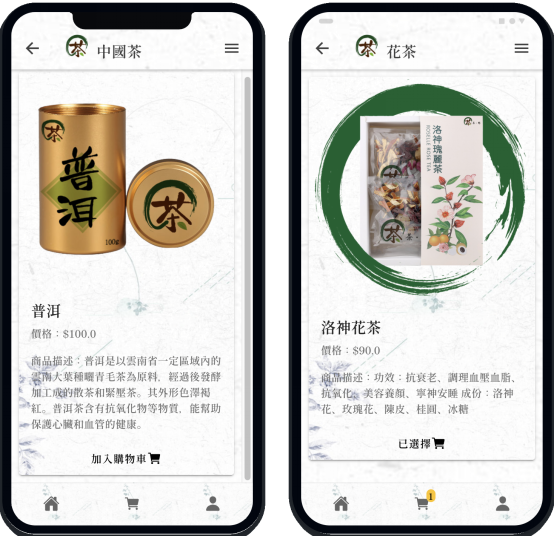 茶
中國茶
茶
普洱
100g
茶
普洱
價格：$100.0
商品描述：普洱是以雲南省一定區域內的
雲南大葉種曬青毛茶為原料，經過後發酵
加工成的散茶和緊壓茶。其外形色澤褐
紅。普洱茶含有抗氧化物等物質，能幫助
保護心臟和血管的健康。
加入購物車
茶
花茶
洛神瑰麗茶
ROSELLE ROSE TEA
茶
洛神花茶
價格：$90.0
商品描述：功效：抗衰老、調理血壓血脂、
抗氧化、美容養顏、寧神安睡 成份：洛神
花、玫瑰花、陳皮、桂圓、冰糖
已選擇
1